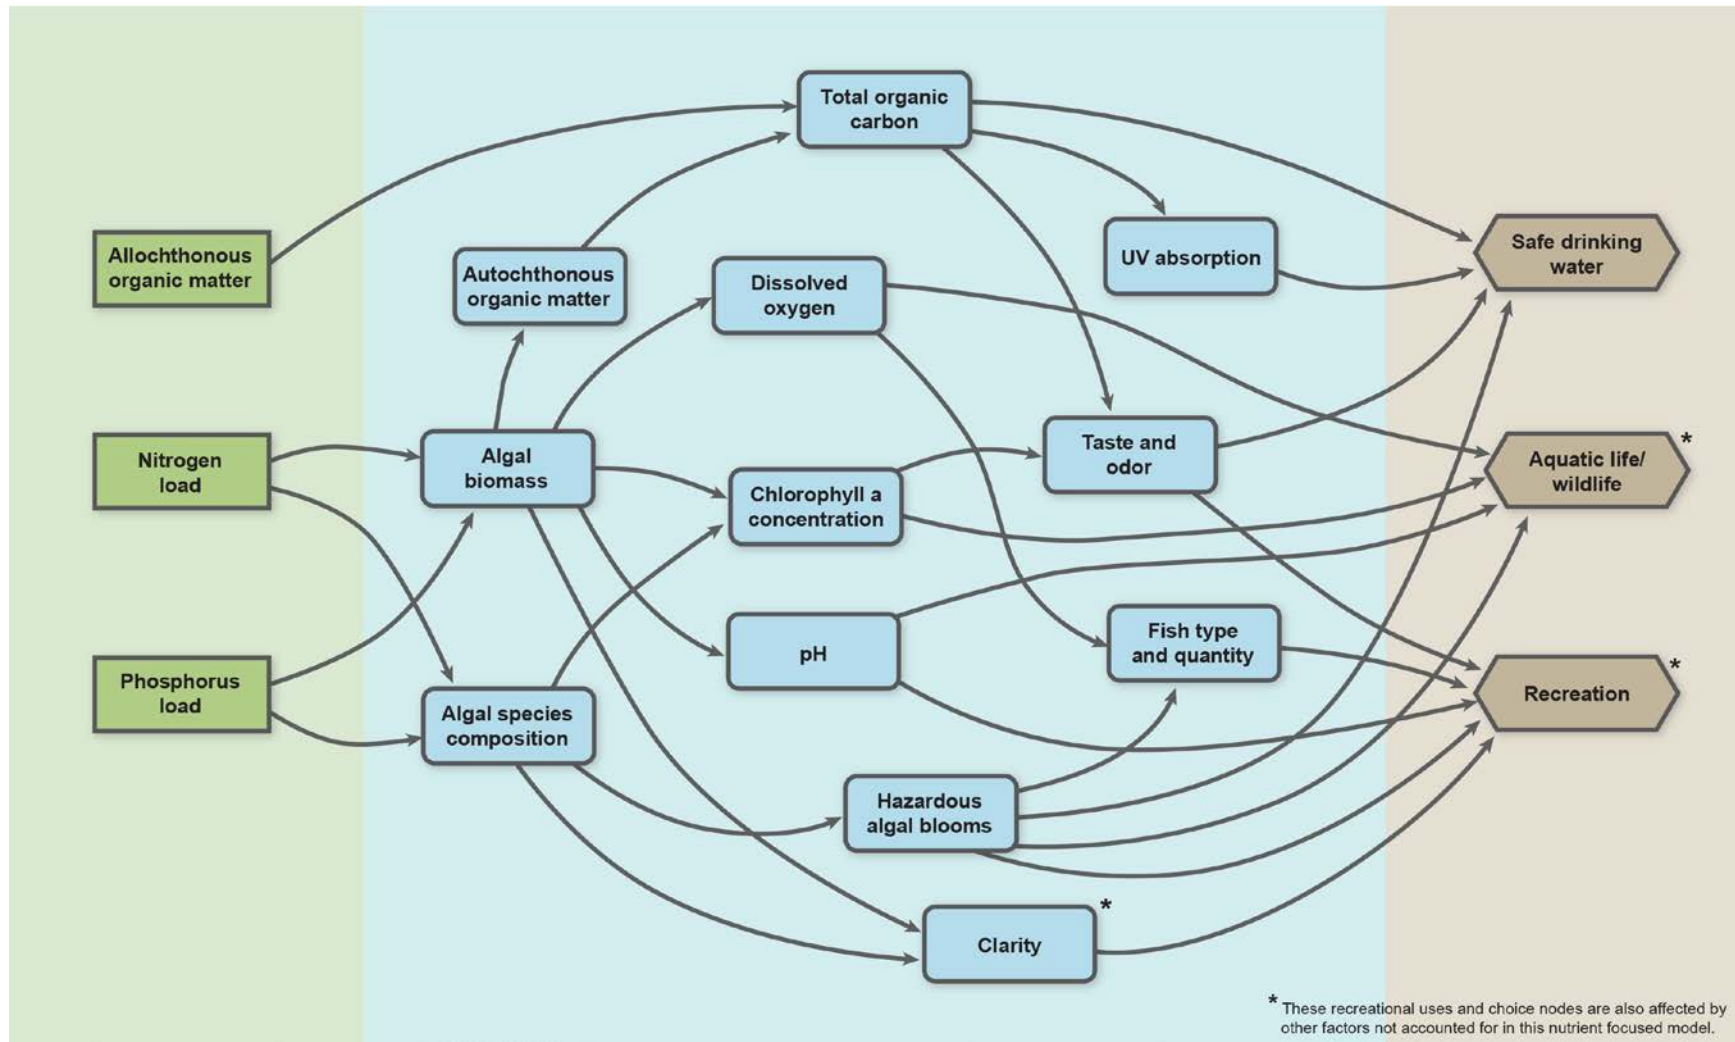 Total organic
carbon
Allochthonous
organic matter
Autochthonous
organic matter
Dissolved
oxygen
UV absorption
Safe drinking
water
Nitrogen
load
Algal
biomass
Chlorophyll a
concentration
Taste and
odor
Aquatic life/
wildlife
*
Phosphorus
load
Algal species
composition
pH
Fish type
and quantity
Recreation
*
Hazardous
algal blooms
Clarity
*
* These recreational uses and choice nodes are also affected by
other factors not accounted for in this nutrient focused model.